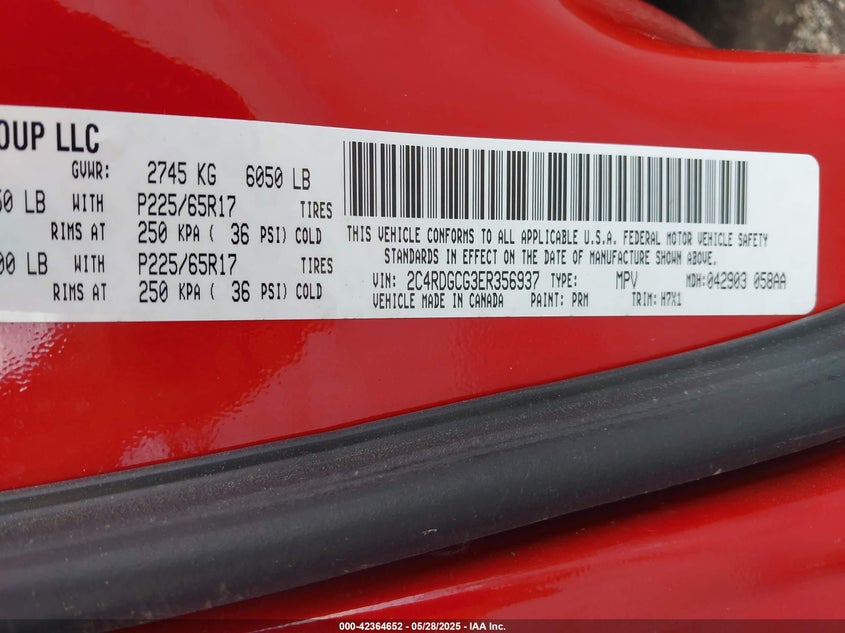 OUP LLC
GVWR: 2745 KG 6050 LB
LB WITH P225/65R17 TIRES
RIMS AT 250 KPA ( 36 PSI) COLD
00 LB WITH P225/65R17 TIRES
RIMS AT 250 KPA ( 36 PSI) COLD
THIS VEHICLE CONFORMS TO ALL APPLICABLE U.S.A. FEDERAL MOTOR VEHICLE SAFETY
STANDARDS IN EFFECT ON THE DATE OF MANUFACTURE SHOWN ABOVE.
VIN: 2C4RDGCG3ER356937 TYPE: MPV MDH:042903 058AA
VEHICLE MADE IN CANADA PAINT: PRM TRIM: H7X1
000-42364652 - 05/28/2025 - IAA Inc.